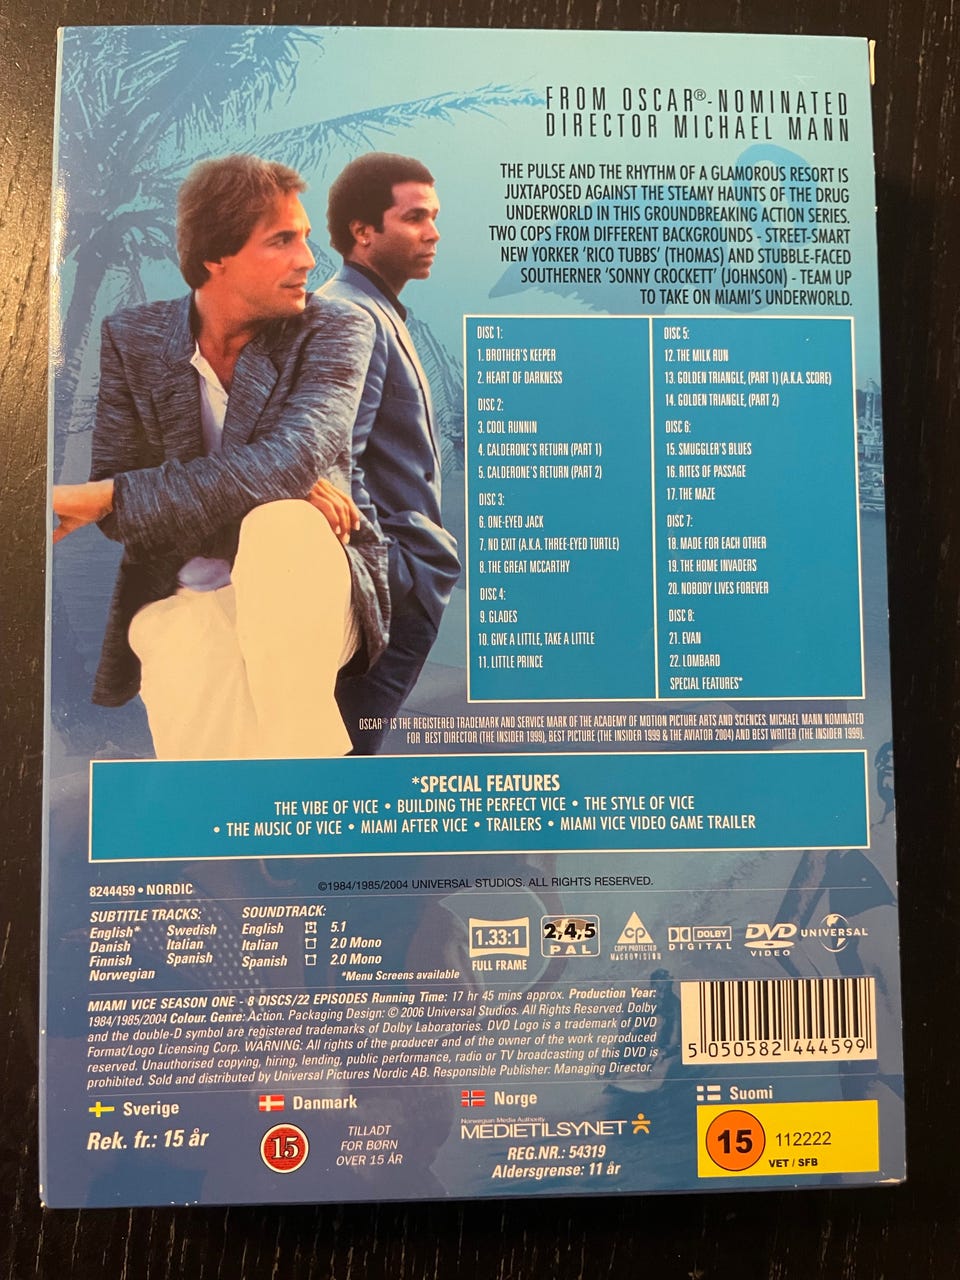 FROM OSCAR®-NOMINATED
DIRECTOR MICHAEL MANN
THE PULSE AND THE RHYTHM OF A GLAMOROUS RESORT IS
JUXTAPOSED AGAINST THE STEAMY HAUNTS OF THE DRUG
UNDERWORLD IN THIS GROUNDBREAKING ACTION SERIES.
TWO COPS FROM DIFFERENT BACKGROUNDS - STREET-SMART
NEW YORKER 'RICO TUBBS' (THOMAS) AND STUBBLE-FACED
SOUTHERNER 'SONNY CROCKETT' (JOHNSON) - TEAM UP
TO TAKE ON MIAMI'S UNDERWORLD.
DISC 1:
1. BROTHER'S KEEPER
2. HEART OF DARKNESS
DISC 2:
3. COOL RUNNIN
4. CALDERONE'S RETURN (PART 1)
5. CALDERONE'S RETURN (PART 2)
DISC 3:
6. ONE-EYED JACK
7. NO EXIT (A.K.A. THREE-EYED TURTLE)
8. THE GREAT MCCARTHY
DISC 4:
9. GLADES
10. GIVE A LITTLE, TAKE A LITTLE
11. LITTLE PRINCE
DISC 5:
12. THE MILK RUN
13. GOLDEN TRIANGLE, (PART 1) (A.K.A. SCORE)
14. GOLDEN TRIANGLE, (PART 2)
DISC 6:
15. SMUGGLER'S BLUES
16. RITES OF PASSAGE
17. THE MAZE
DISC 7:
18. MADE FOR EACH OTHER
19. THE HOME INVADERS
20. NOBODY LIVES FOREVER
DISC 8:
21. EVAN
22. LOMBARD
SPECIAL FEATURES*
OSCAR® IS THE REGISTERED TRADEMARK AND SERVICE MARK OF THE ACADEMY OF MOTION PICTURE ARTS AND SCIENCES. MICHAEL MANN NOMINATED
FOR BEST DIRECTOR (THE INSIDER 1999), BEST PICTURE (THE INSIDER 1999 & THE AVIATOR 2004) AND BEST WRITER (THE INSIDER 1999).
*SPECIAL FEATURES
THE VIBE OF VICE • BUILDING THE PERFECT VICE • THE STYLE OF VICE
• THE MUSIC OF VICE • MIAMI AFTER VICE • TRAILERS • MIAMI VICE VIDEO GAME TRAILER
8244459 • NORDIC
©1984/1985/2004 UNIVERSAL STUDIOS. ALL RIGHTS RESERVED.
SUBTITLE TRACKS:
English* Swedish
Danish Italian
Finnish Spanish
Norwegian
SOUNDTRACK:
English 5.1
Italian 2.0 Mono
Spanish 2.0 Mono
*Menu Screens available
1.33:1
FULL FRAME
2,4,5
PAL
CP
COPY PROTECTED
MACROVISION
DOLBY
DIGITAL
DVD
VIDEO
UNIVERSAL
MIAMI VICE SEASON ONE - 8 DISCS/22 EPISODES Running Time: 17 hr 45 mins approx. Production Year:
1984/1985/2004 Colour. Genre: Action. Packaging Design: © 2006 Universal Studios. All Rights Reserved. Dolby
and the double-D symbol are registered trademarks of Dolby Laboratories. DVD Logo is a trademark of DVD
Format/Logo Licensing Corp. WARNING: All rights of the producer and of the owner of the work reproduced
reserved. Unauthorised copying, hiring, lending, public performance, radio or TV broadcasting of this DVD is
prohibited. Sold and distributed by Universal Pictures Nordic AB. Responsible Publisher: Managing Director.
5 050582 444599
Sverige
Rek. fr.: 15 år
Danmark
15
TILLADT
FOR BØRN
OVER 15 ÅR
Norge
Norwegian Media Authority
MEDIETILSYNET
REG.NR.: 54319
Aldersgrense: 11 år
Suomi
15
112222
VET / SFB